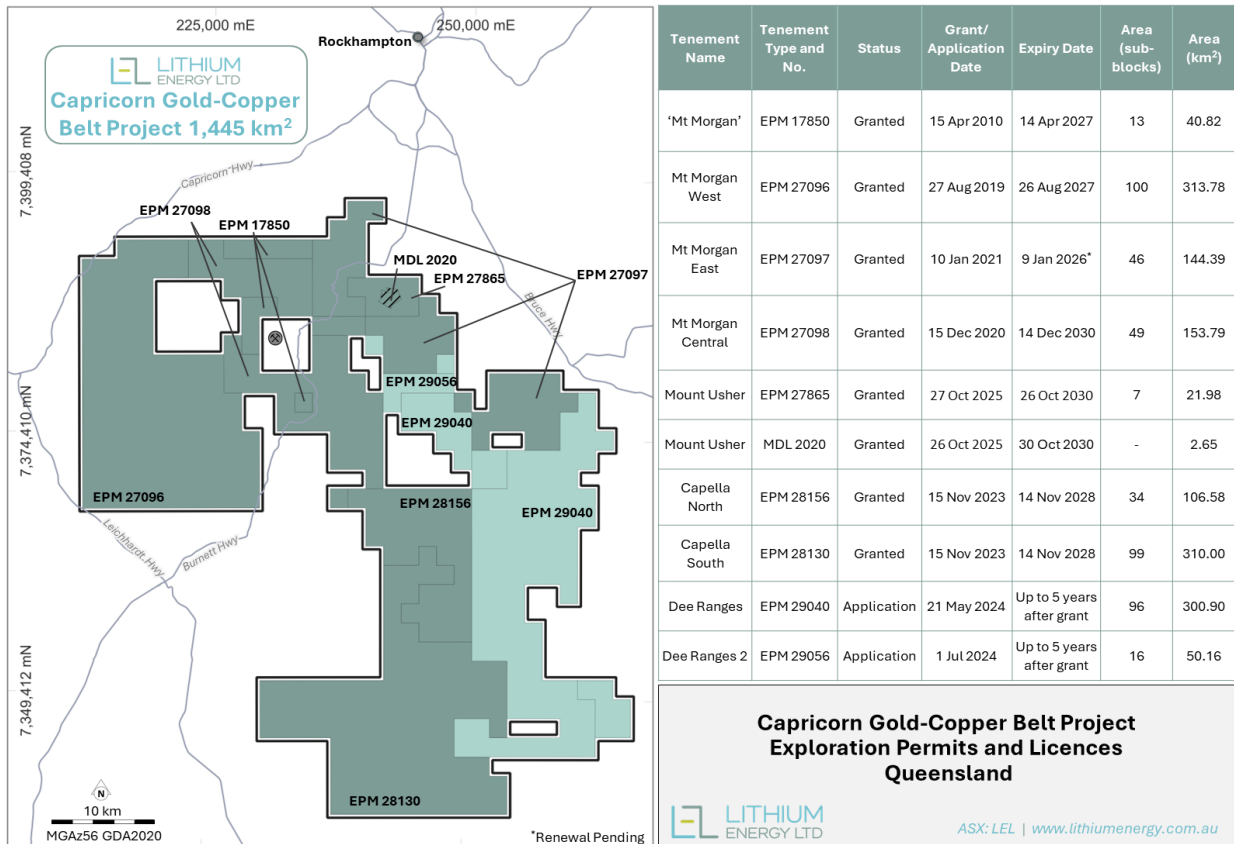 225,000 mE
250,000 mE
Rockhampton
LITHIUM
ENERGY LTD
Capricorn Gold-Copper
Belt Project 1,445 km²
7,399,408 mN
Capricorn Hwy
EPM 27098
EPM 17850
MDL 2020
EPM 27865
EPM 27097
Bruce Hwy
EPM 29056
EPM 29040
7,374,410 mN
EPM 27096
EPM 28156
EPM 29040
Leichhardt Hwy
Burnett Hwy
7,349,412 mN
EPM 28130
N
10 km
MGAz56 GDA2020
*Renewal Pending
Tenement Name | Tenement Type and No. | Status | Grant/ Application Date | Expiry Date | Area (sub-blocks) | Area (km²)
‘Mt Morgan’ EPM 17850 Granted 15 Apr 2010 14 Apr 2027 13 40.82
Mt Morgan West EPM 27096 Granted 27 Aug 2019 26 Aug 2027 100 313.78
Mt Morgan East EPM 27097 Granted 10 Jan 2021 9 Jan 2026* 46 144.39
Mt Morgan Central EPM 27098 Granted 15 Dec 2020 14 Dec 2030 49 153.79
Mount Usher EPM 27865 Granted 27 Oct 2025 26 Oct 2030 7 21.98
Mount Usher MDL 2020 Granted 26 Oct 2025 30 Oct 2030 - 2.65
Capella North EPM 28156 Granted 15 Nov 2023 14 Nov 2028 34 106.58
Capella South EPM 28130 Granted 15 Nov 2023 14 Nov 2028 99 310.00
Dee Ranges EPM 29040 Application 21 May 2024 Up to 5 years after grant 96 300.90
Dee Ranges 2 EPM 29056 Application 1 Jul 2024 Up to 5 years after grant 16 50.16
Capricorn Gold-Copper Belt Project
Exploration Permits and Licences
Queensland
LITHIUM
ENERGY LTD
ASX: LEL | www.lithiumenergy.com.au